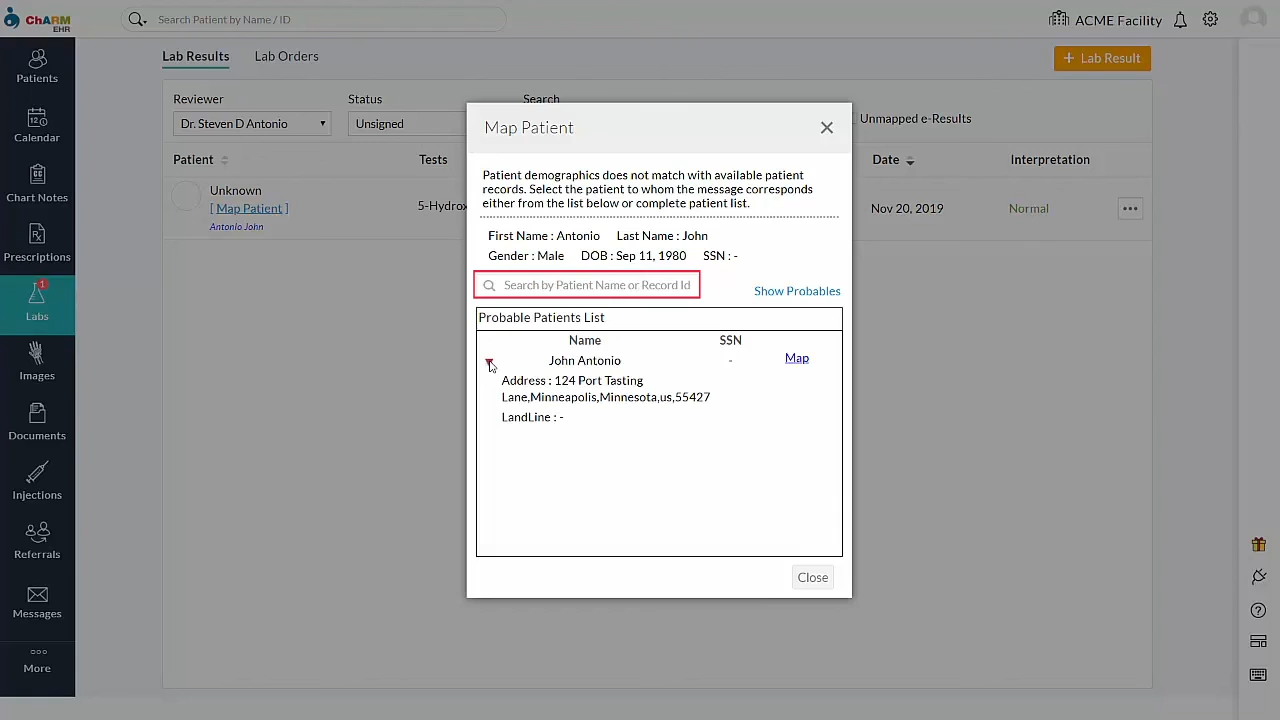 ChARM
EHR
Search Patient by Name / ID
ACME Facility
Patients
Calendar
Chart Notes
Prescriptions
1
Labs
Images
Documents
Injections
Referrals
Messages
More
Lab Results
Lab Orders
+ Lab Result
Reviewer
Status
Search
Dr. Steven D Antonio
Unsigned
Unmapped e-Results
Patient
Tests
Date
Interpretation
Unknown
[ Map Patient ]
Antonio John
5-Hydrox
Nov 20, 2019
Normal
Map Patient
Patient demographics does not match with available patient
records. Select the patient to whom the message corresponds
either from the list below or complete patient list.
First Name : Antonio Last Name : John
Gender : Male DOB : Sep 11, 1980 SSN : -
Search by Patient Name or Record Id
Show Probables
Probable Patients List
Name SSN
John Antonio - Map
Address : 124 Port Tasting
Lane,Minneapolis,Minnesota,us,55427
LandLine : -
Close